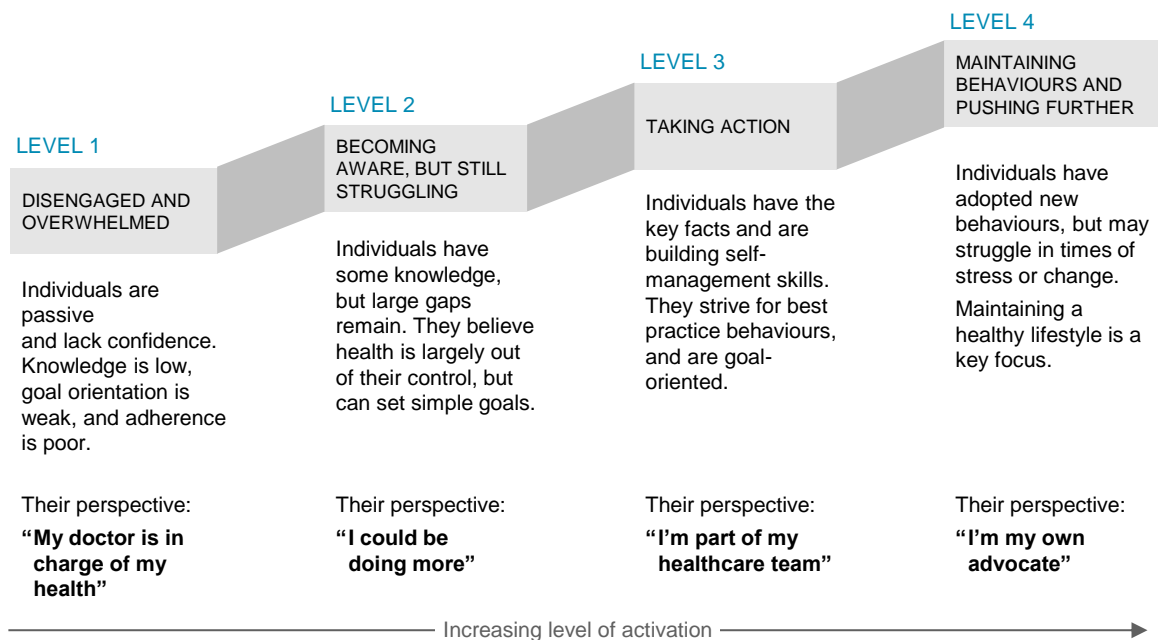 LEVEL 1
DISENGAGED AND
OVERWHELMED
Individuals are
passive
and lack confidence.
Knowledge is low,
goal orientation is
weak, and adherence
is poor.
Their perspective:
“My doctor is in
charge of my
health”
LEVEL 2
BECOMING
AWARE, BUT STILL
STRUGGLING
Individuals have
some knowledge,
but large gaps
remain. They believe
health is largely out
of their control, but
can set simple goals.
Their perspective:
“I could be
doing more”
LEVEL 3
TAKING ACTION
Individuals have the
key facts and are
building self-
management skills.
They strive for best
practice behaviours,
and are goal-
oriented.
Their perspective:
“I’m part of my
healthcare team”
LEVEL 4
MAINTAINING
BEHAVIOURS AND
PUSHING FURTHER
Individuals have
adopted new
behaviours, but may
struggle in times of
stress or change.
Maintaining a
healthy lifestyle is a
key focus.
Their perspective:
“I’m my own
advocate”
Increasing level of activation